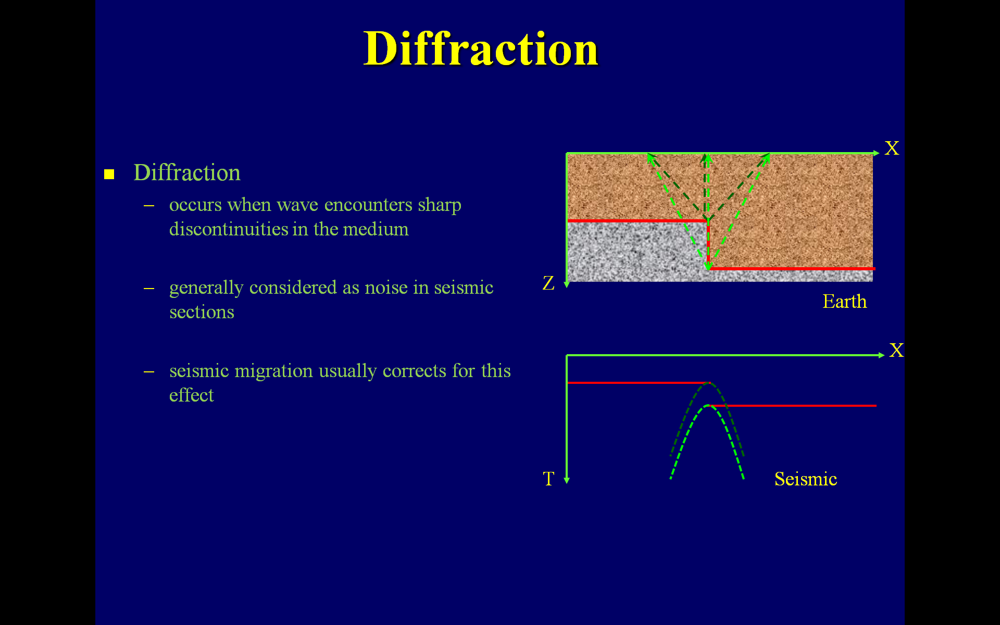 Diffraction
Diffraction
– occurs when wave encounters sharp
discontinuities in the medium
– generally considered as noise in seismic
sections
– seismic migration usually corrects for this
effect
X
Z
Earth
X
T
Seismic